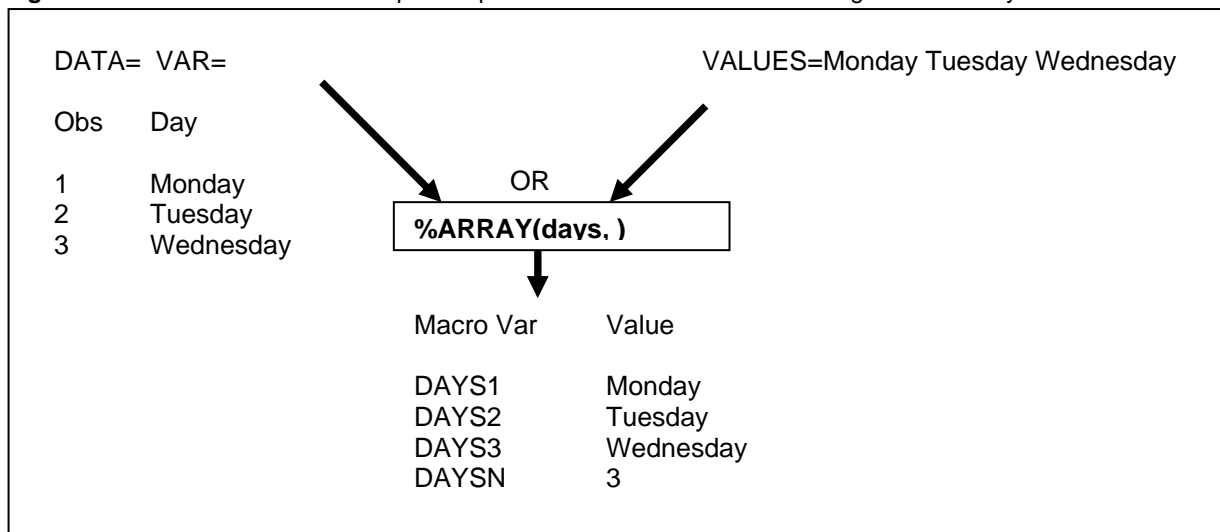 DATA= VAR=
VALUES=Monday Tuesday Wednesday
Obs Day
1 Monday
2 Tuesday
3 Wednesday
OR
%ARRAY(days, )
Macro Var Value
DAYS1 Monday
DAYS2 Tuesday
DAYS3 Wednesday
DAYSN 3